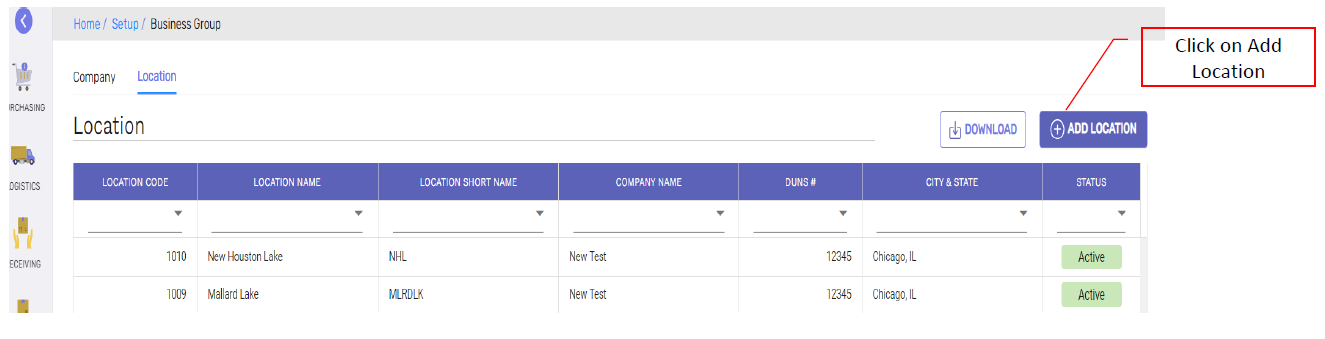 Home / Setup / Business Group
Click on Add
Location
Company Location
URCHASING
Location
DOWNLOAD
ADD LOCATION
OGISTICS
LOCATION CODE LOCATION NAME LOCATION SHORT NAME COMPANY NAME DUNS # CITY & STATE STATUS
ECEIVING
1010 New Houston Lake NHL New Test 12345 Chicago, IL Active
1009 Mallard Lake MLRDLK New Test 12345 Chicago, IL Active